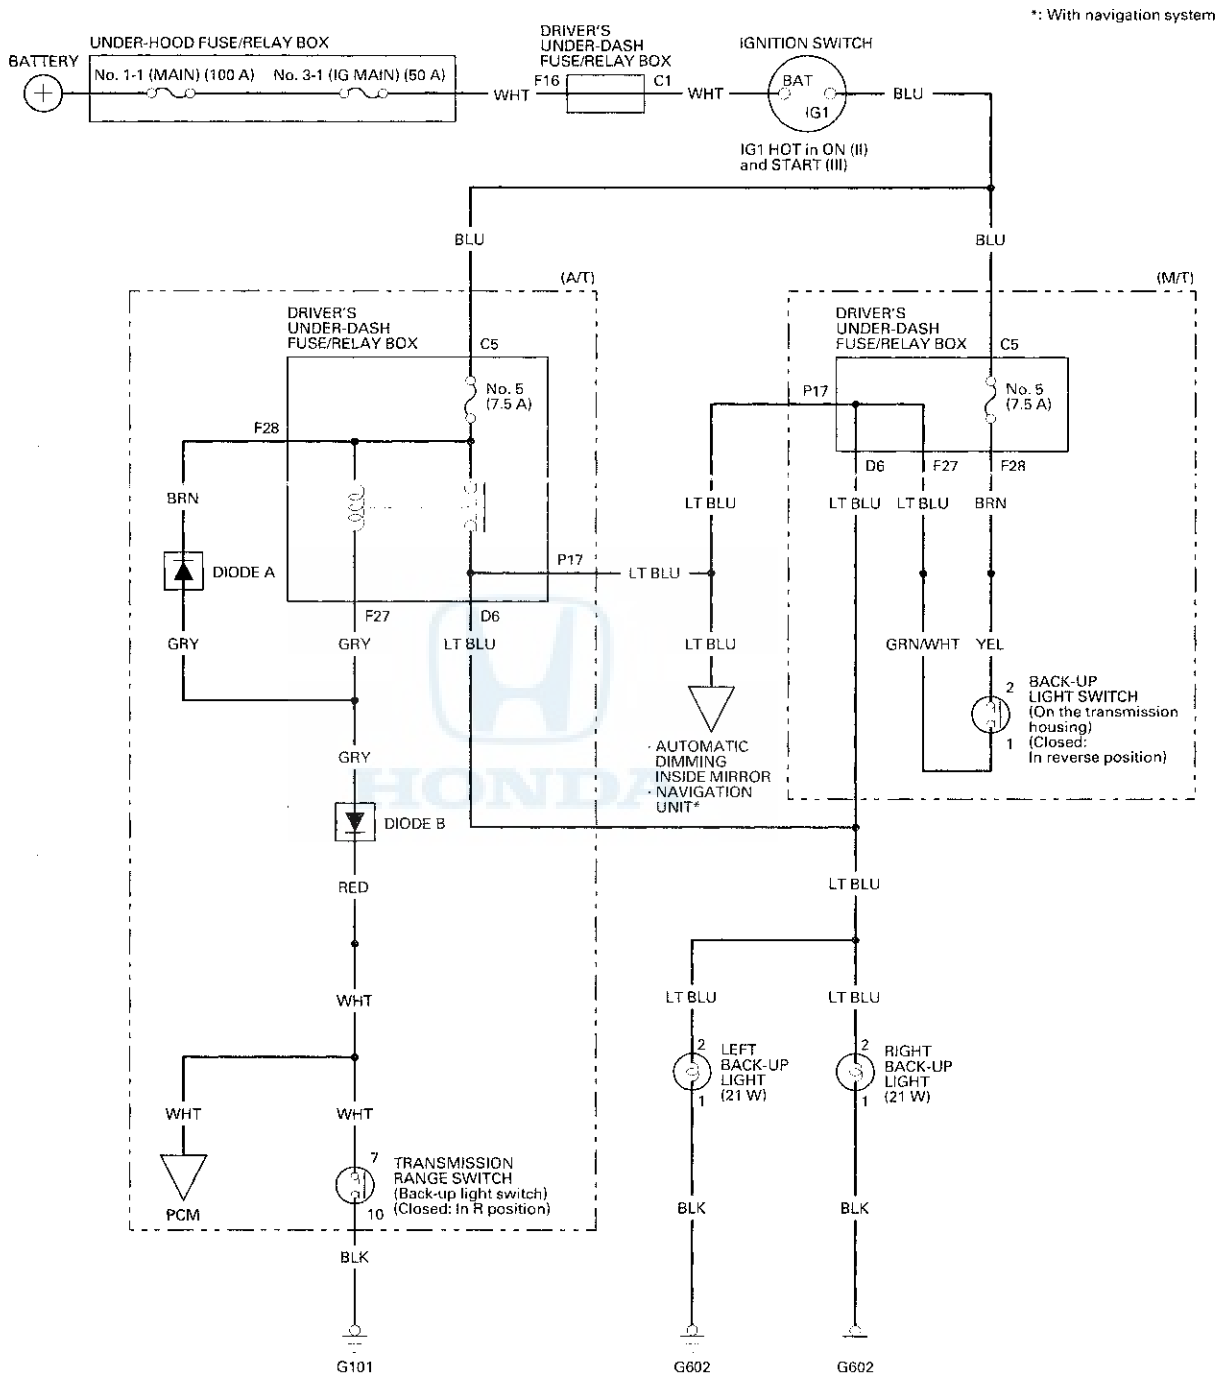 *: With navigation system
BATTERY
UNDER-HOOD FUSE/RELAY BOX
No. 1-1 (MAIN) (100 A)
No. 3-1 (IG MAIN) (50 A)
WHT
DRIVER'S
UNDER-DASH
FUSE/RELAY BOX
F16
C1
WHT
IGNITION SWITCH
BAT
IG1
BLU
IG1 HOT in ON (II)
and START (III)
BLU
BLU
(A/T)
(M/T)
DRIVER'S
UNDER-DASH
FUSE/RELAY BOX
C5
No. 5
(7.5 A)
F28
BRN
DIODE A
GRY
F27
GRY
D6
LT BLU
P17
LT BLU
DRIVER'S
UNDER-DASH
FUSE/RELAY BOX
C5
No. 5
(7.5 A)
P17
D6
F27
F28
LT BLU
LT BLU
LT BLU
BRN
LT BLU
GRN/WHT
YEL
2
BACK-UP
LIGHT SWITCH
(On the transmission
housing)
(Closed:
In reverse position)
1
· AUTOMATIC
DIMMING
INSIDE MIRROR
· NAVIGATION
UNIT*
HONDA
GRY
DIODE B
RED
WHT
WHT
WHT
PCM
7
TRANSMISSION
RANGE SWITCH
(Back-up light switch)
(Closed: In R position)
10
BLK
G101
LT BLU
LT BLU
LT BLU
2
LEFT
BACK-UP
LIGHT
(21 W)
1
2
RIGHT
BACK-UP
LIGHT
(21 W)
1
BLK
BLK
G602
G602